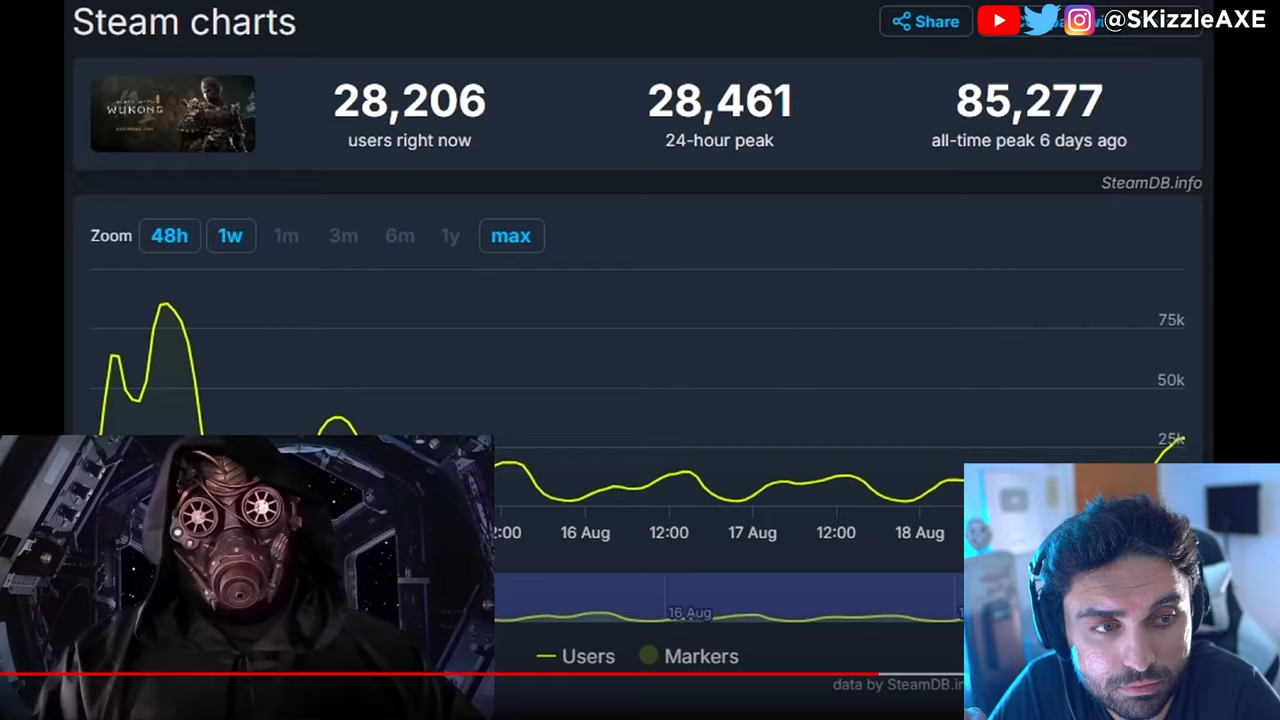 Steam charts
Share
@SKizzleAXE
WUKONG
28,206
users right now
28,461
24-hour peak
85,277
all-time peak 6 days ago
SteamDB.info
Zoom 48h 1w 1m 3m 6m 1y max
75k
50k
25k
:00 16 Aug 12:00 17 Aug 12:00 18 Aug
16 Aug
Users Markers
data by SteamDB.in